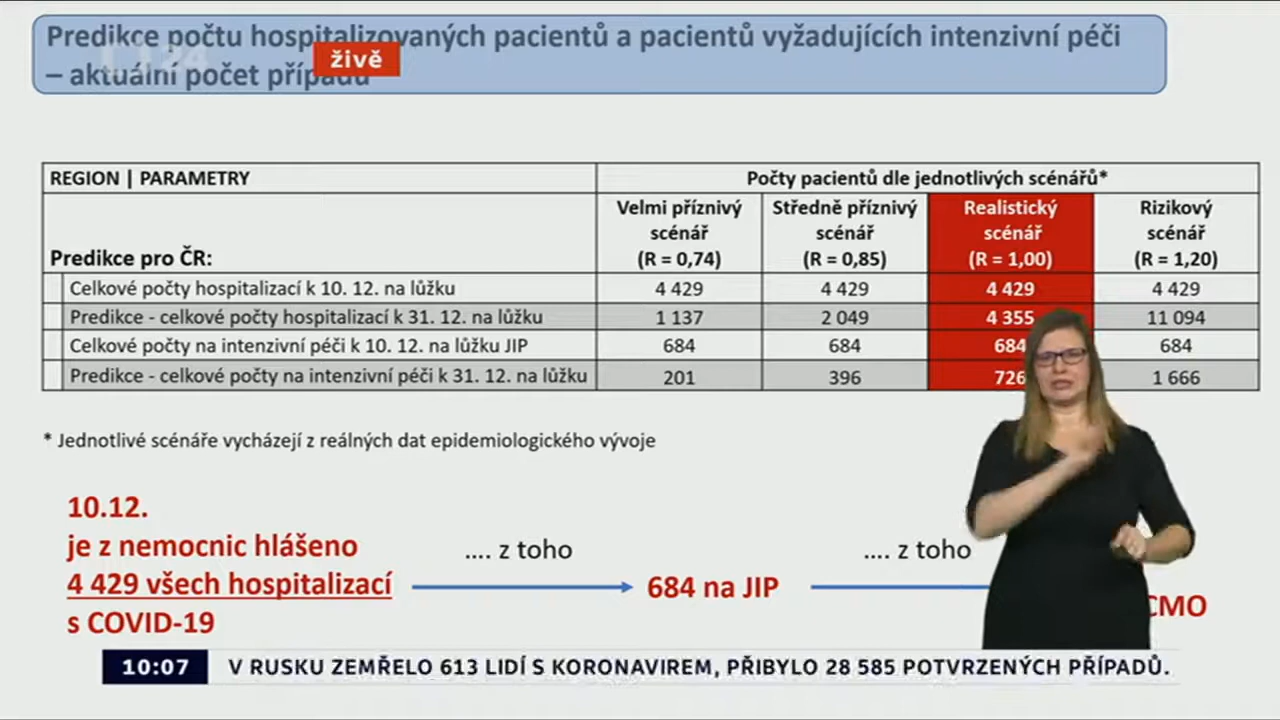 Predikce počtu hospitalizovaných pacientů a pacientů vyžadujících intenzivní péči
– aktuální počet případů
24
živě
REGION | PARAMETRY
Počty pacientů dle jednotlivých scénářů*
Predikce pro ČR:
Velmi příznivý scénář (R = 0,74)
Středně příznivý scénář (R = 0,85)
Realistický scénář (R = 1,00)
Rizikový scénář (R = 1,20)
Celkové počty hospitalizací k 10. 12. na lůžku 4 429 4 429 4 429 4 429
Predikce - celkové počty hospitalizací k 31. 12. na lůžku 1 137 2 049 4 355 11 094
Celkové počty na intenzivní péči k 10. 12. na lůžku JIP 684 684 684 684
Predikce - celkové počty na intenzivní péči k 31. 12. na lůžku 201 396 726 1 666
* Jednotlivé scénáře vycházejí z reálných dat epidemiologického vývoje
10.12.
je z nemocnic hlášeno
4 429 všech hospitalizací
s COVID-19
.... z toho
684 na JIP
.... z toho
CMO
10:07 V RUSKU ZEMŘELO 613 LIDÍ S KORONAVIREM, PŘIBYLO 28 585 POTVRZENÝCH PŘÍPADŮ.